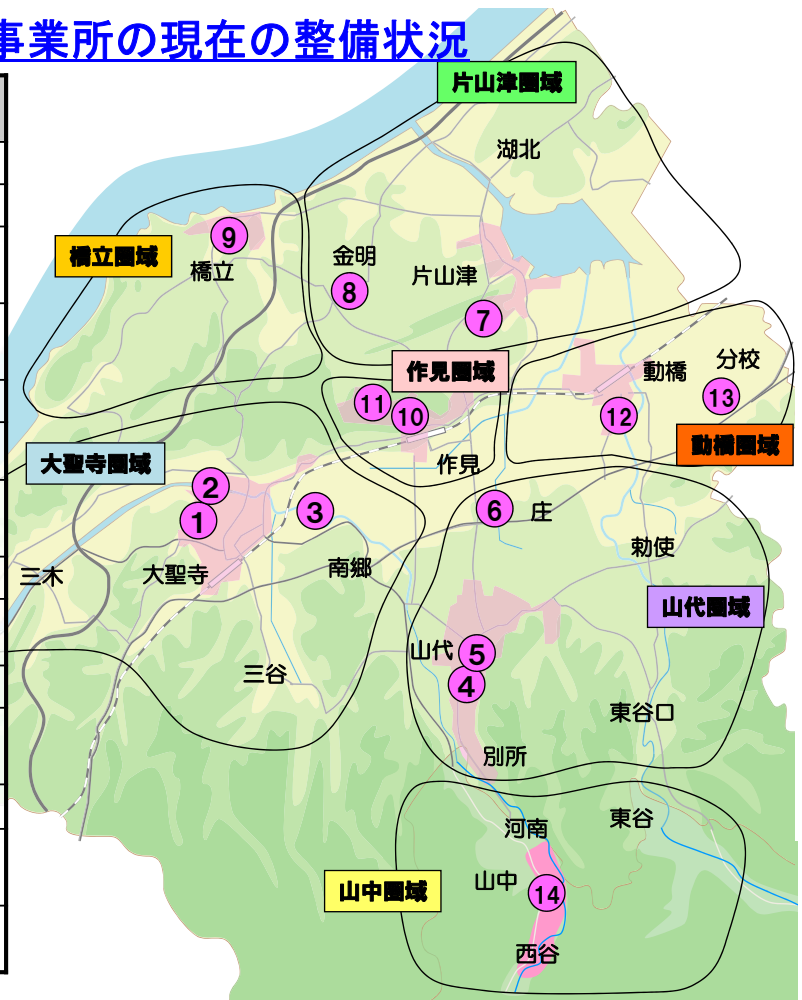 事業所の現在の整備状況
片山津圏域
湖北
橋立圏域
9
橋立
金明
8
片山津
7
作見圏域
動橋
分校
11
10
12
13
動橋圏域
大聖寺圏域
作見
2
1
3
6
庄
三木
大聖寺
南郷
勅使
山代圏域
山代
5
4
三谷
東谷口
別所
河南
東谷
山中圏域
山中
14
西谷